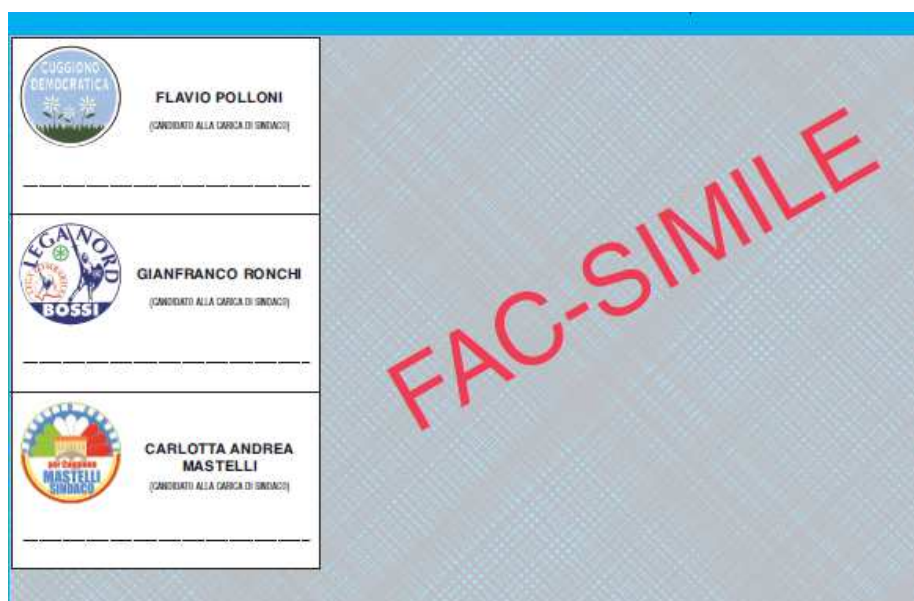 CUGGIONO
DEMOCRATICA
FLAVIO POLLONI
(CANDIDATO ALLA CARICA DI SINDACO)
LEGA NORD
BOSSI
GIANFRANCO RONCHI
(CANDIDATO ALLA CARICA DI SINDACO)
per Cuggiono
MASTELLI
SINDACO
CARLOTTA ANDREA
MASTELLI
(CANDIDATO ALLA CARICA DI SINDACO)
FAC-SIMILE